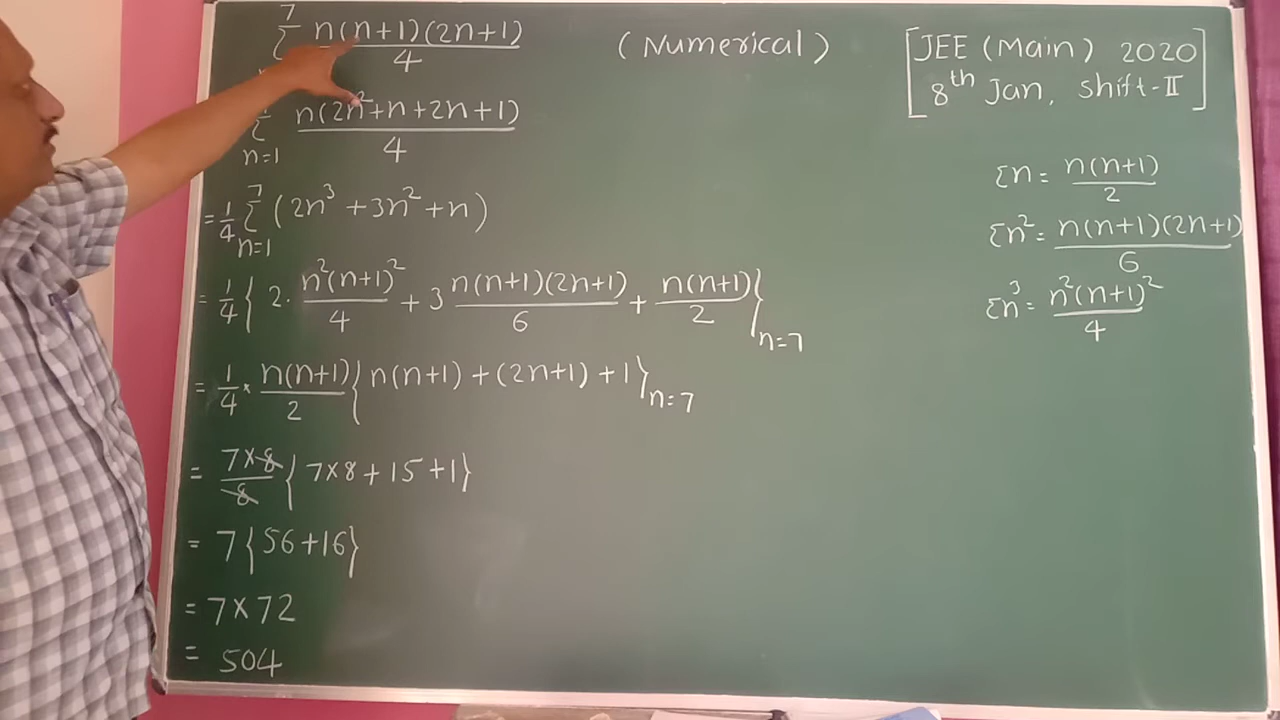 7
Σ n(n+1)(2n+1)/4 (Numerical) [JEE (Main) 2020
8th Jan, shift-II]
Σ n=1 n(2n²+n+2n+1)/4
= 1/4 7 Σ n=1 (2n³+3n²+n)
= 1/4 { 2. n²(n+1)²/4 + 3 n(n+1)(2n+1)/6 + n(n+1)/2 } n=7
= 1/4 × n(n+1)/2 { n(n+1) + (2n+1) + 1 } n=7
= 7×8/8 { 7×8 + 15 + 1 }
= 7 { 56+16 }
= 7×72
= 504
Σn = n(n+1)/2
Σn² = n(n+1)(2n+1)/6
Σn³ = n²(n+1)²/4